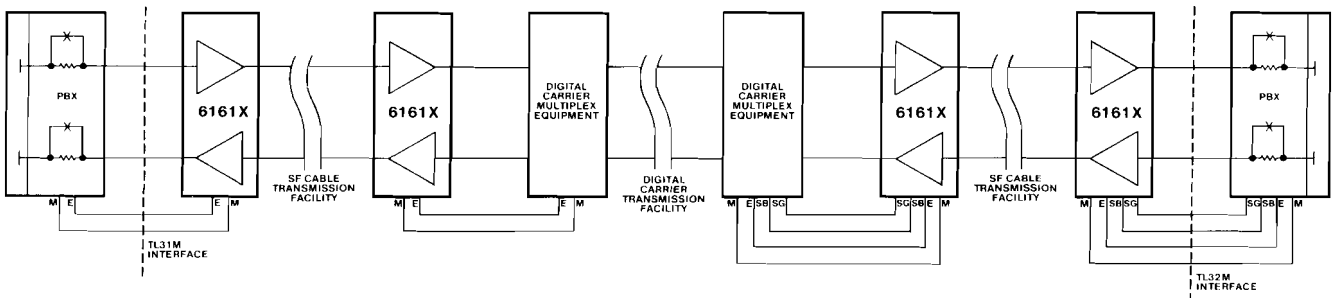 PBX
6161X
6161X
DIGITAL
CARRIER
MULTIPLEX
EQUIPMENT
DIGITAL
CARRIER
MULTIPLEX
EQUIPMENT
6161X
6161X
PBX
SF CABLE
TRANSMISSION
FACILITY
DIGITAL
CARRIER
TRANSMISSION
FACILITY
SF CABLE
TRANSMISSION
FACILITY
M E
E M
M E
E M
M E SB SG
SG SB E M
M E SB SG
SG SB E M
TL31M
INTERFACE
TL32M
INTERFACE